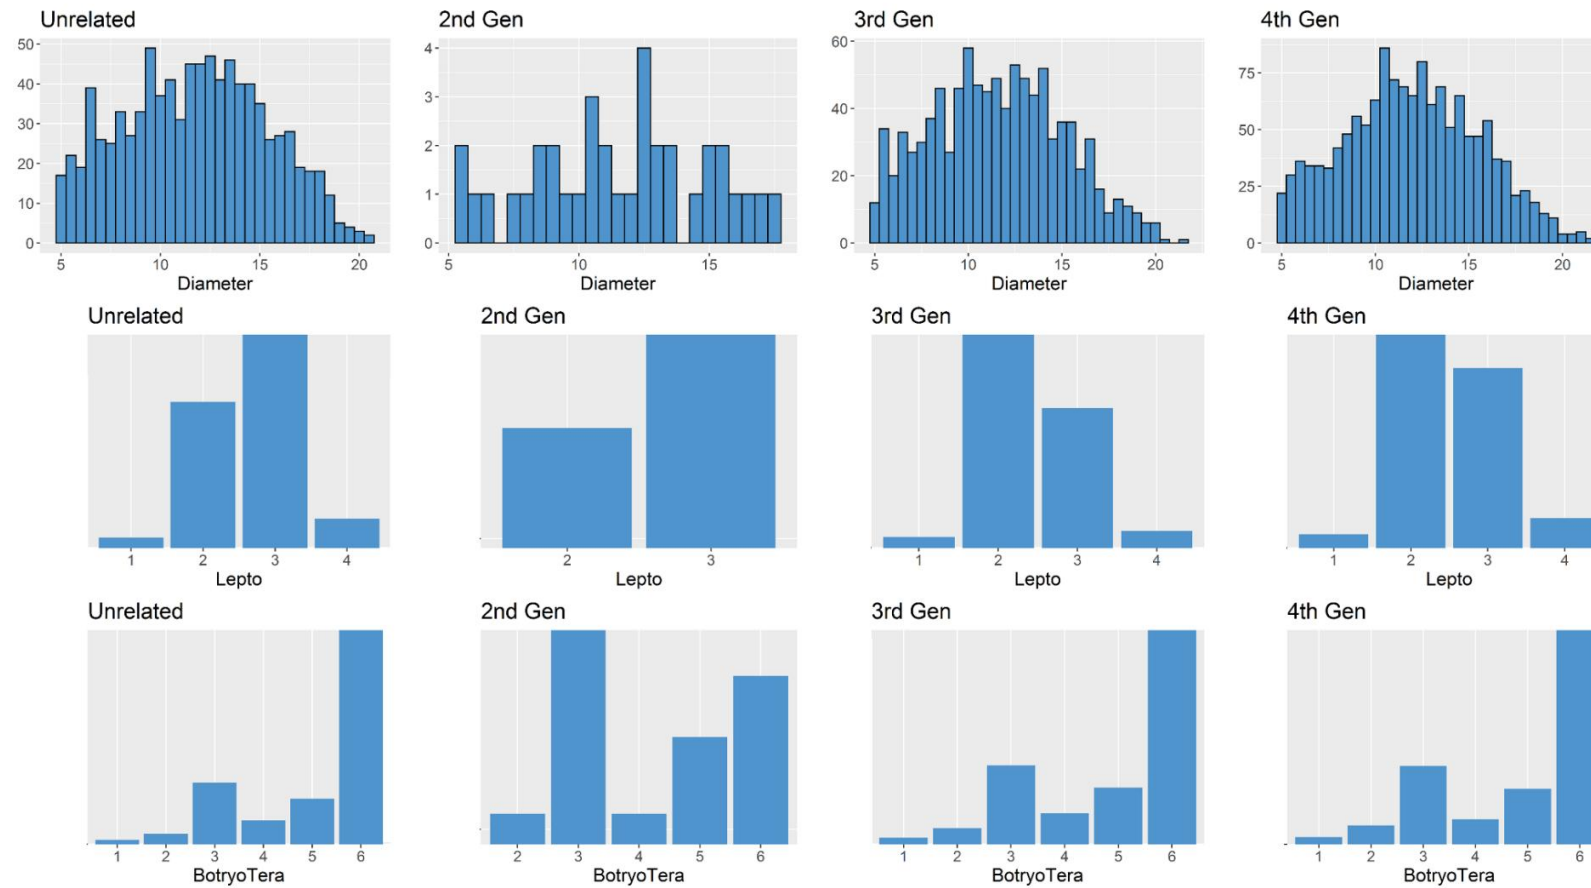 Unrelated 2nd Gen 3rd Gen 4th Gen
50 40 30 20 10 0
4 3 2 1 0
60 40 20 0
75 50 25 0
5 10 15 20 5 10 15 5 10 15 20 5 10 15 20
Diameter Diameter Diameter Diameter
Unrelated 2nd Gen 3rd Gen 4th Gen
1 2 3 4 2 3 1 2 3 4 1 2 3 4
Lepto Lepto Lepto Lepto
Unrelated 2nd Gen 3rd Gen 4th Gen
1 2 3 4 5 6 2 3 4 5 6 1 2 3 4 5 6 1 2 3 4 5 6
BotryoTera BotryoTera BotryoTera BotryoTera